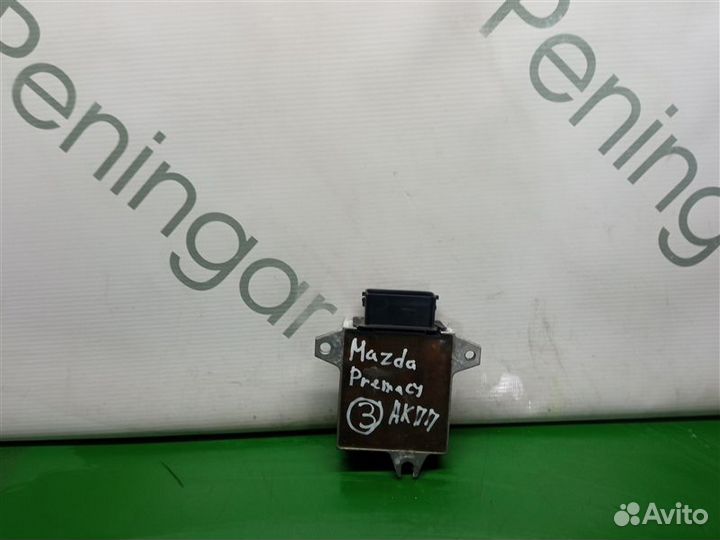 Peningar
Peningar
Mazda
Premacy
3 АКПП
Avito